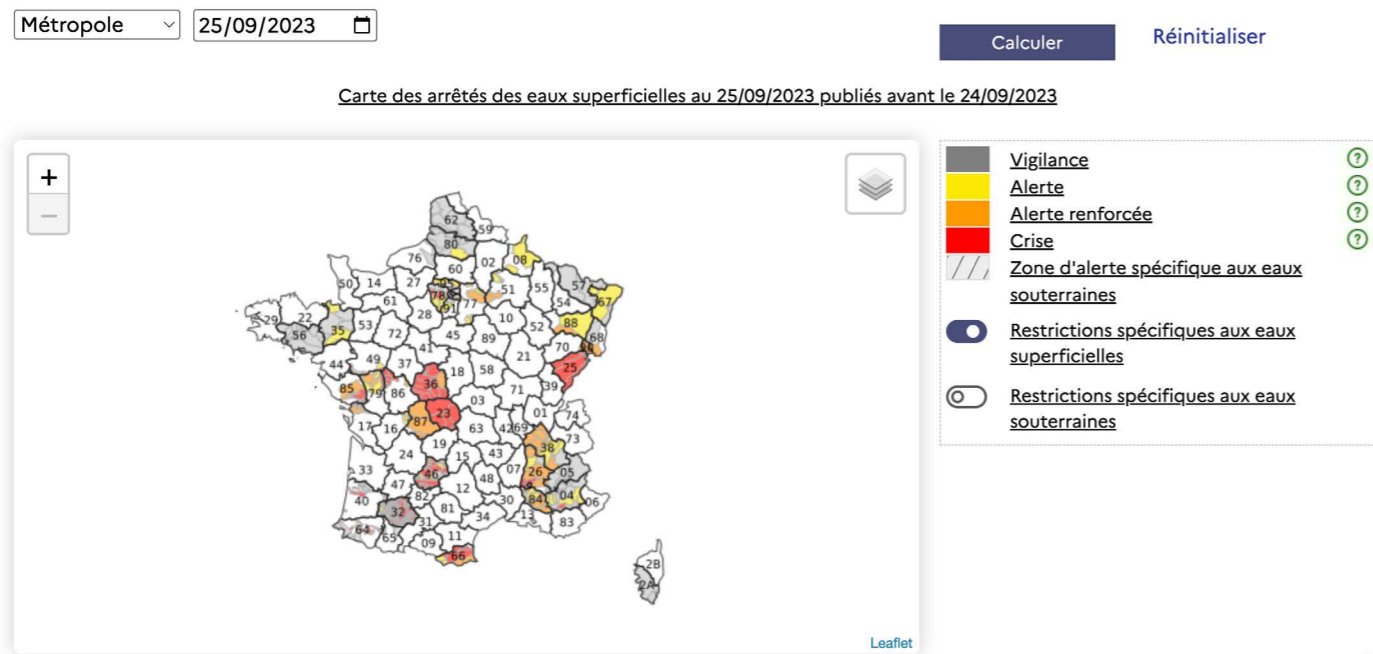 Métropole 25/09/2023
Calculer Réinitialiser
Carte des arrêtés des eaux superficielles au 25/09/2023 publiés avant le 24/09/2023
+
−
Vigilance ?
Alerte ?
Alerte renforcée ?
Crise ?
Zone d'alerte spécifique aux eaux
souterraines
Restrictions spécifiques aux eaux
superficielles
Restrictions spécifiques aux eaux
souterraines
62
59
80
76 02 08
60
50 14 27 95 51 55 57
61 78 77 54 67
91
29 22 28 10 88
56 35 53 72 52 68
45 89
44 49 37 41 70
21 25
85 36 18 58
79 86 71 39
03
17 16 87 23 01 74
63 42 69 73
19 38
24 15 43
33 46 07 26 05
47 48
40 12 84 04
82 30 06
32 81 13
31 34 83
64 65 09 11
66
2B
2A
Leaflet